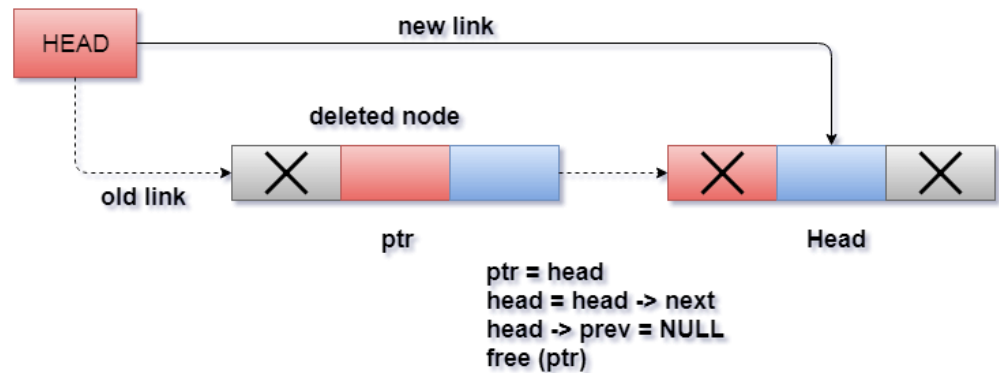 HEAD
new link
deleted node
old link
ptr
Head
ptr = head
head = head -> next
head -> prev = NULL
free (ptr)